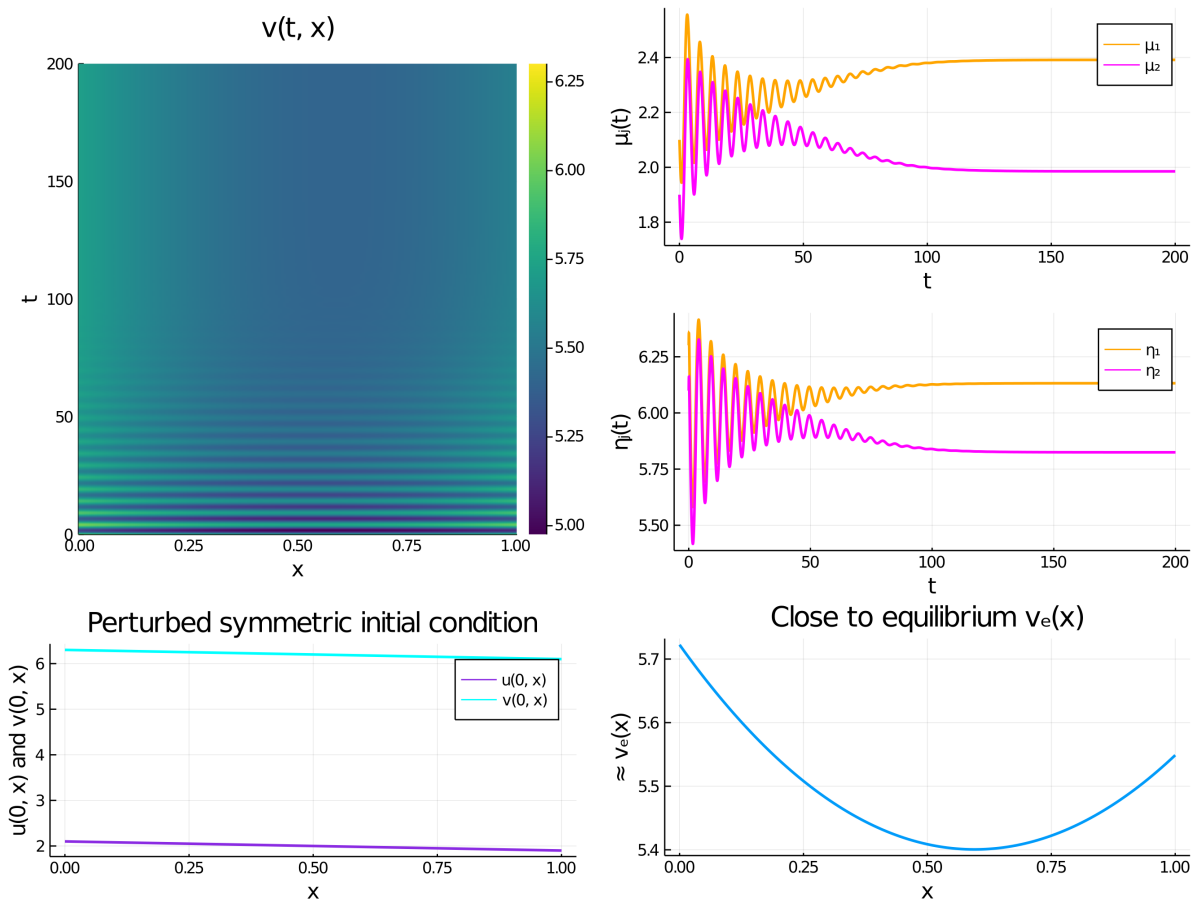 v(t, x)
200
150
100
50
0
t
0.00
0.25
0.50
0.75
1.00
x
6.25
6.00
5.75
5.50
5.25
5.00
2.4
2.2
2.0
1.8
μⱼ(t)
μ₁
μ₂
0
50
100
150
200
t
6.25
6.00
5.75
5.50
ηⱼ(t)
η₁
η₂
0
50
100
150
200
t
Perturbed symmetric initial condition
6
5
4
3
2
u(0, x) and v(0, x)
u(0, x)
v(0, x)
0.00
0.25
0.50
0.75
1.00
x
Close to equilibrium vₑ(x)
5.7
5.6
5.5
5.4
≈ vₑ(x)
0.00
0.25
0.50
0.75
1.00
x